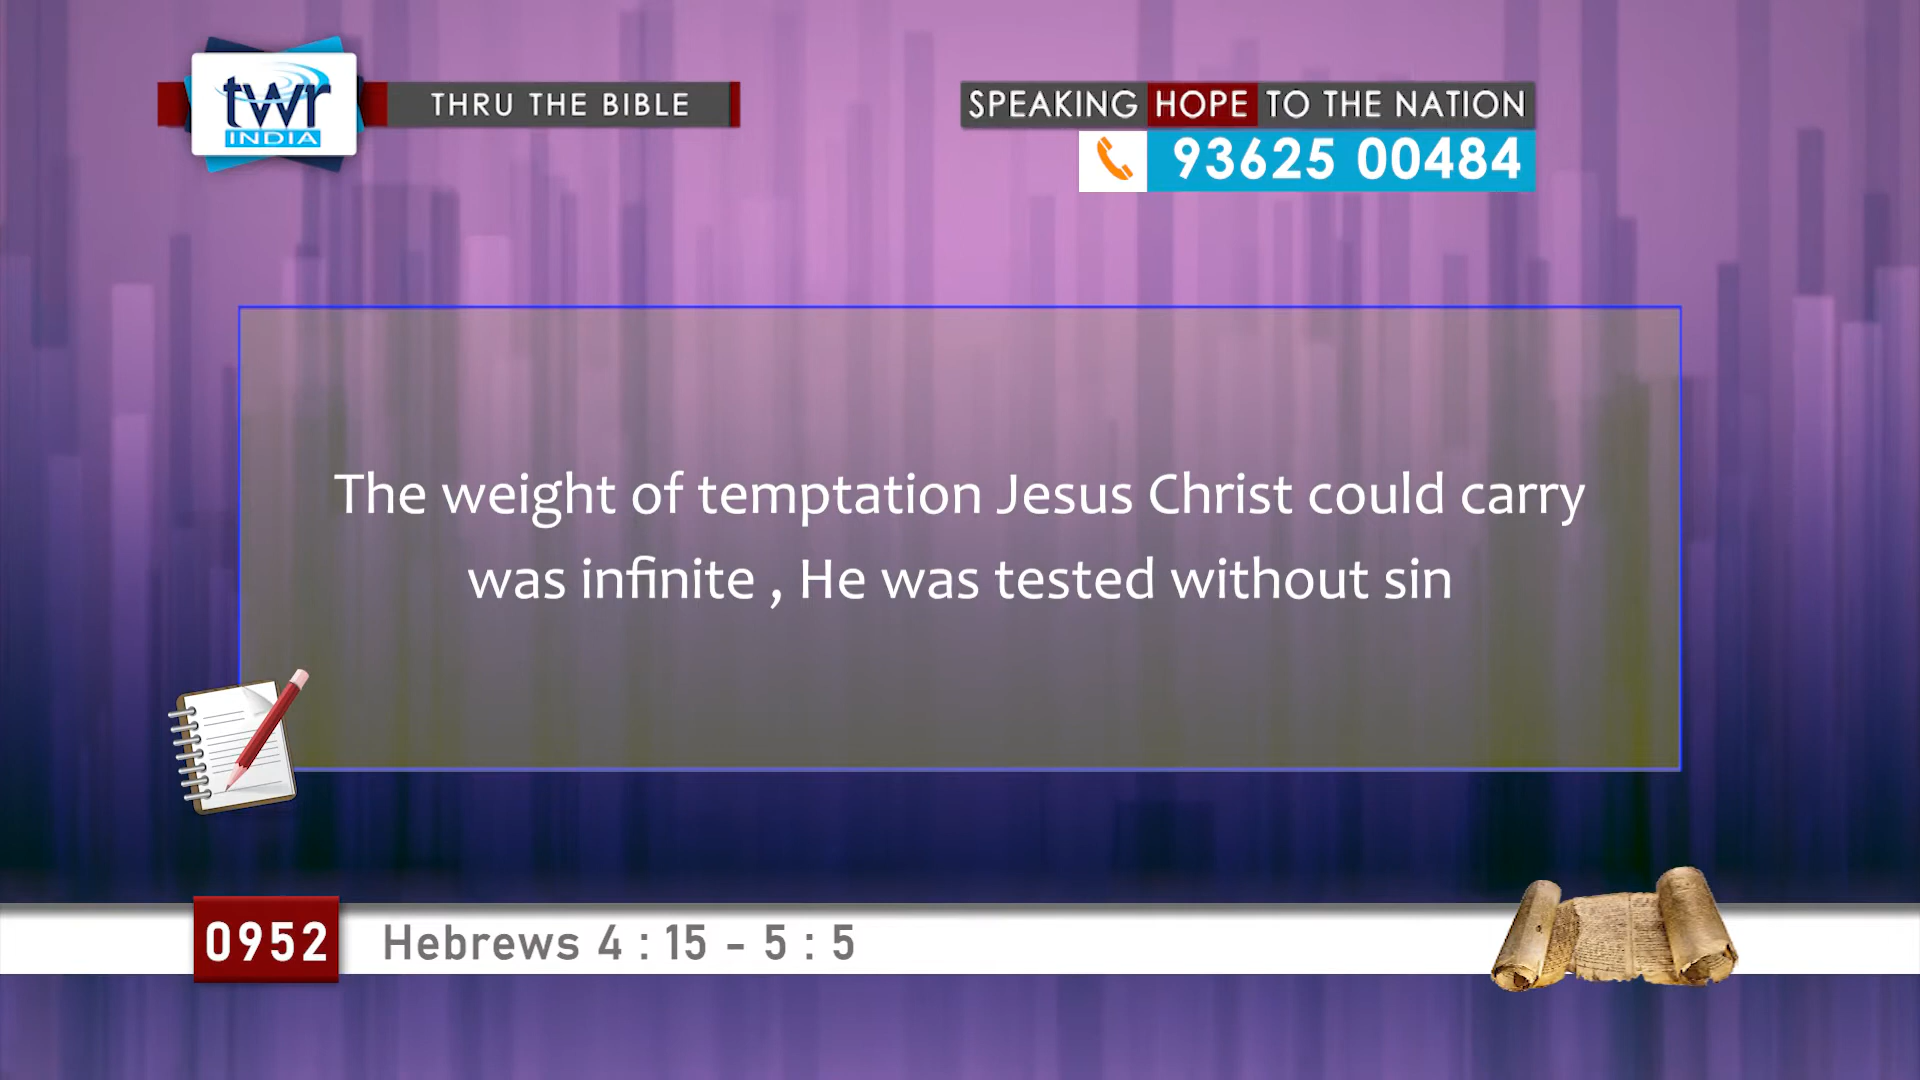 twr
INDIA
THRU THE BIBLE
SPEAKING HOPE TO THE NATION
93625 00484
The weight of temptation Jesus Christ could carry
was infinite , He was tested without sin
0952
Hebrews 4 : 15 - 5 : 5